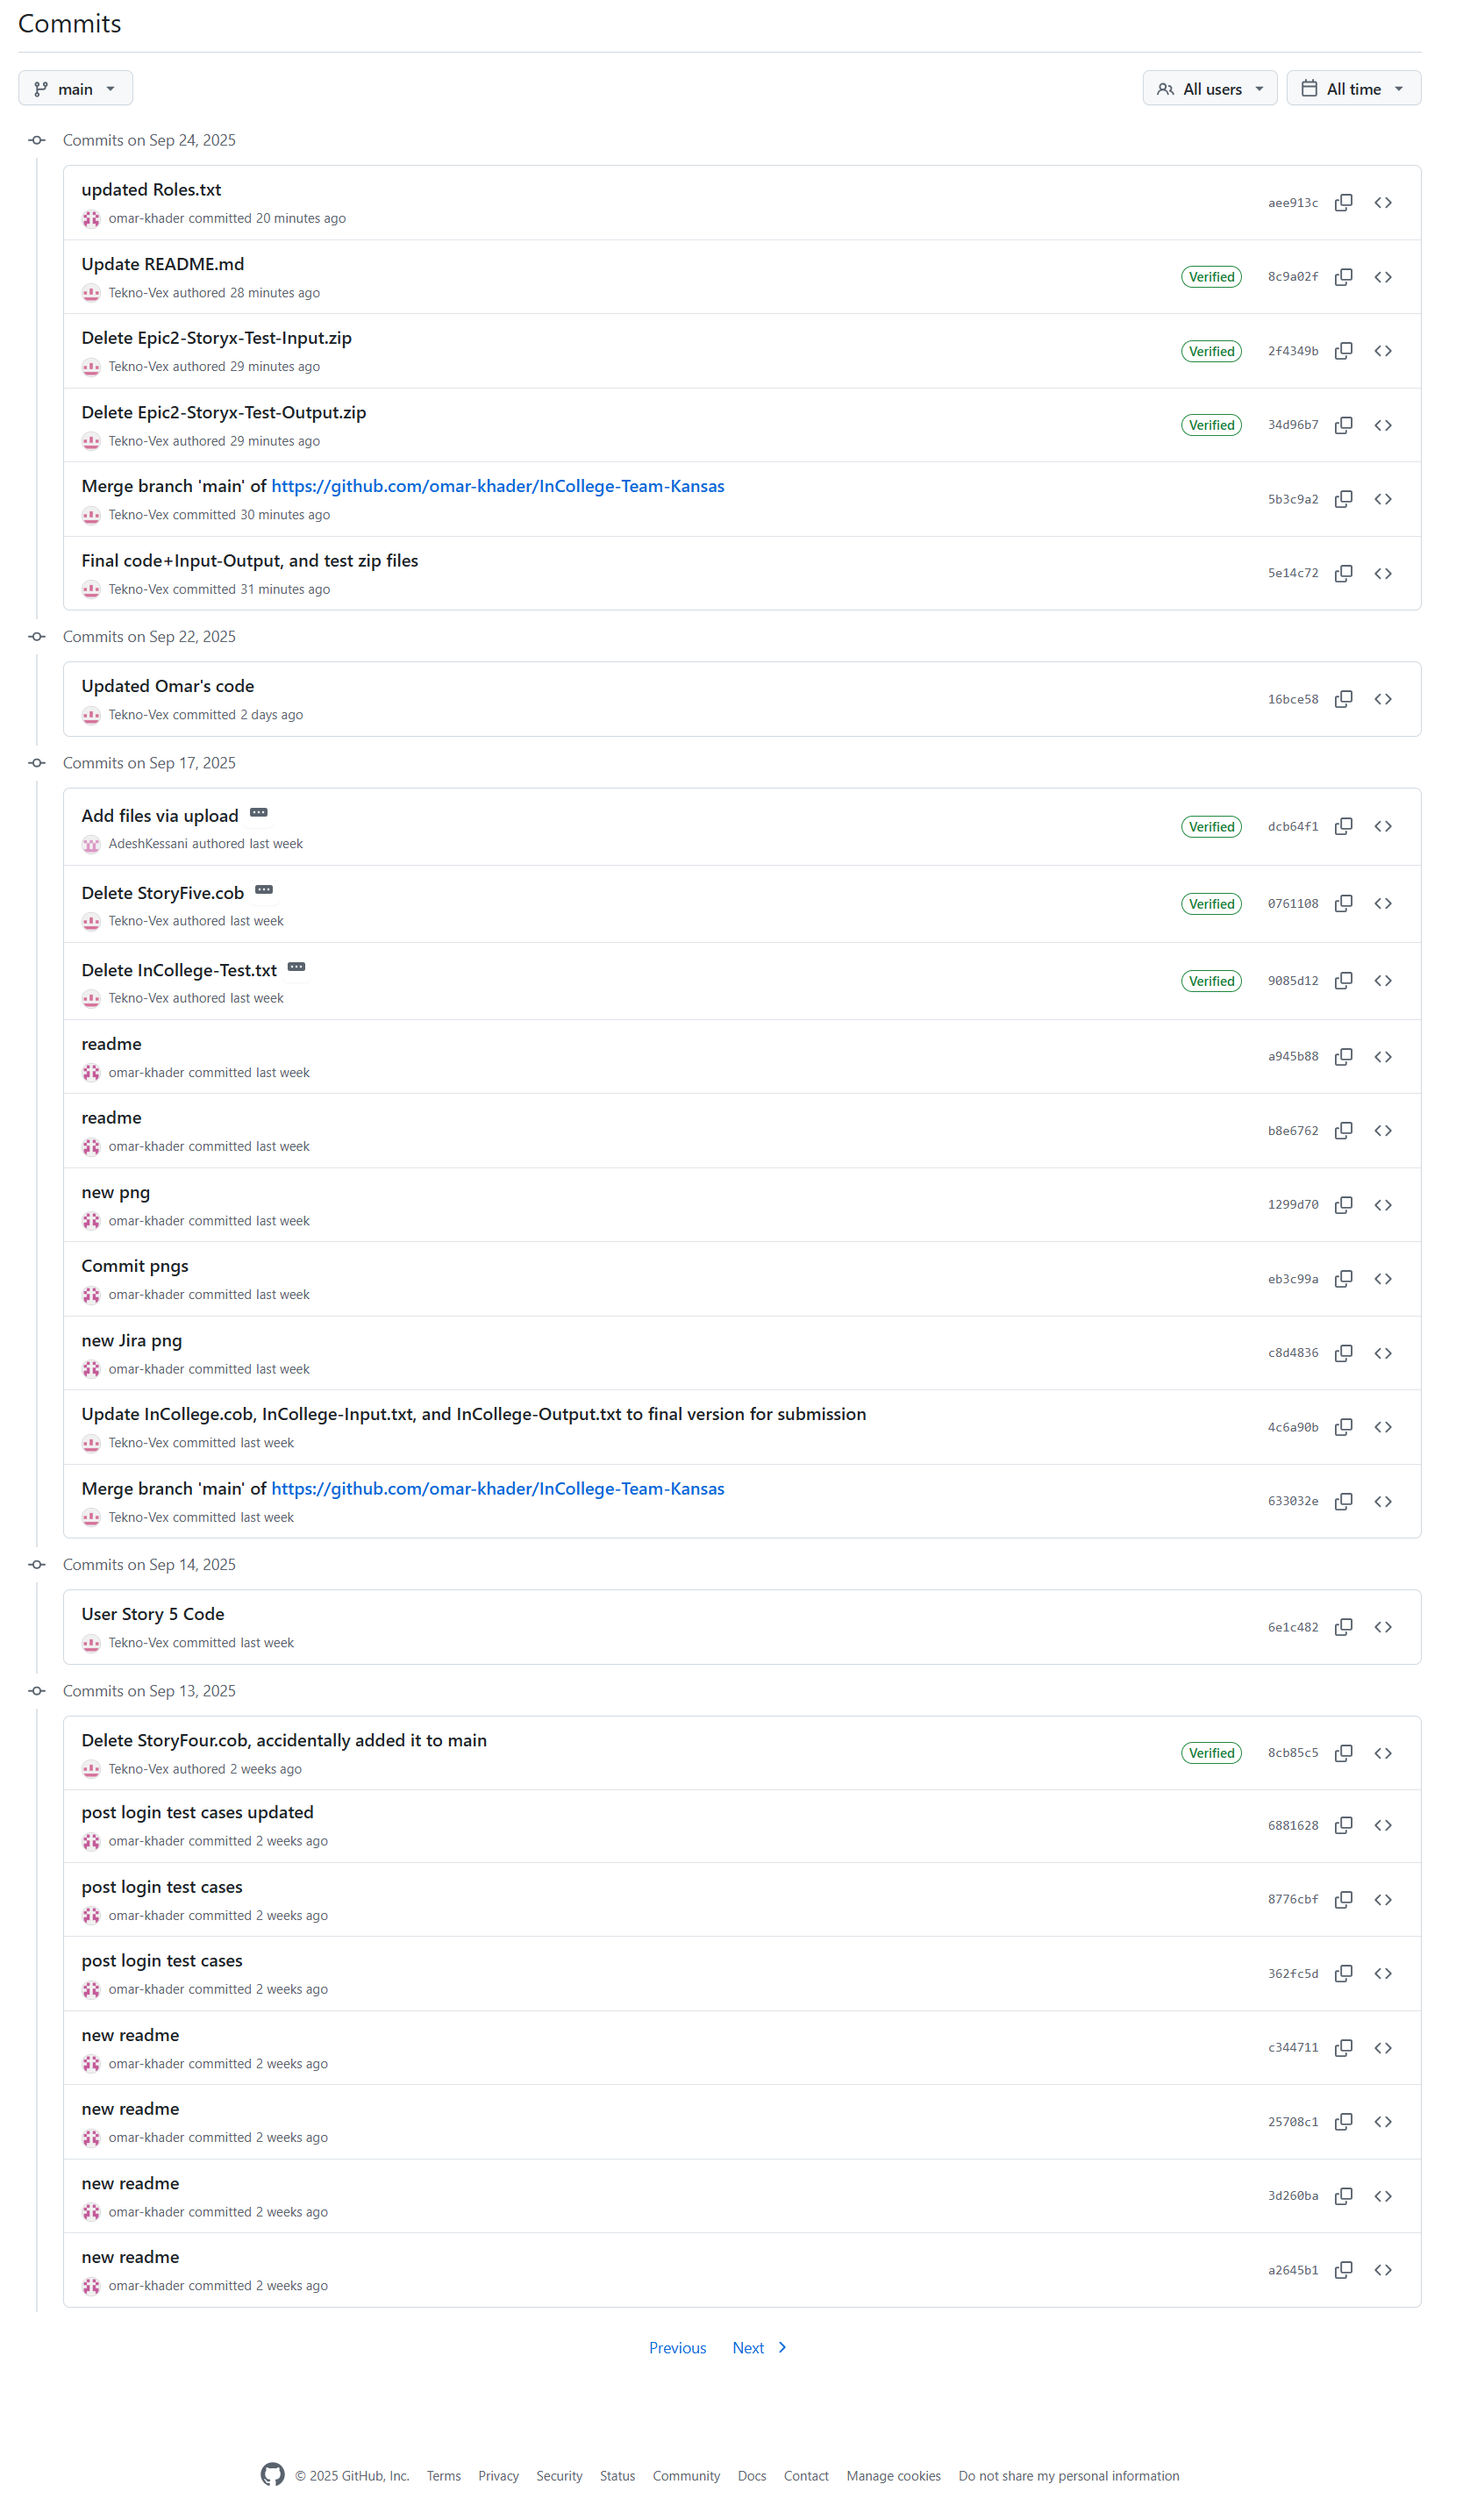 Commits
main
All users
All time
Commits on Sep 24, 2025
updated Roles.txt
omar-khader committed 20 minutes ago
aee913c
Update README.md
Tekno-Vex authored 28 minutes ago
Verified
8c9a02f
Delete Epic2-Storyx-Test-Input.zip
Tekno-Vex authored 29 minutes ago
Verified
2f4349b
Delete Epic2-Storyx-Test-Output.zip
Tekno-Vex authored 29 minutes ago
Verified
34d96b7
Merge branch 'main' of https://github.com/omar-khader/InCollege-Team-Kansas
Tekno-Vex committed 30 minutes ago
5b3c9a2
Final code+Input-Output, and test zip files
Tekno-Vex committed 31 minutes ago
5e14c72
Commits on Sep 22, 2025
Updated Omar's code
Tekno-Vex committed 2 days ago
16bce58
Commits on Sep 17, 2025
Add files via upload
AdeshKessani authored last week
Verified
dcb64f1
Delete StoryFive.cob
Tekno-Vex authored last week
Verified
0761108
Delete InCollege-Test.txt
Tekno-Vex authored last week
Verified
9085d12
readme
omar-khader committed last week
a945b88
readme
omar-khader committed last week
b8e6762
new png
omar-khader committed last week
1299d70
Commit pngs
omar-khader committed last week
eb3c99a
new Jira png
omar-khader committed last week
c8d4836
Update InCollege.cob, InCollege-Input.txt, and InCollege-Output.txt to final version for submission
Tekno-Vex committed last week
4c6a90b
Merge branch 'main' of https://github.com/omar-khader/InCollege-Team-Kansas
Tekno-Vex committed last week
633032e
Commits on Sep 14, 2025
User Story 5 Code
Tekno-Vex committed last week
6e1c482
Commits on Sep 13, 2025
Delete StoryFour.cob, accidentally added it to main
Tekno-Vex authored 2 weeks ago
Verified
8cb85c5
post login test cases updated
omar-khader committed 2 weeks ago
6881628
post login test cases
omar-khader committed 2 weeks ago
8776cbf
post login test cases
omar-khader committed 2 weeks ago
362fc5d
new readme
omar-khader committed 2 weeks ago
c344711
new readme
omar-khader committed 2 weeks ago
25708c1
new readme
omar-khader committed 2 weeks ago
3d260ba
new readme
omar-khader committed 2 weeks ago
a2645b1
Previous Next
© 2025 GitHub, Inc. Terms Privacy Security Status Community Docs Contact Manage cookies Do not share my personal information